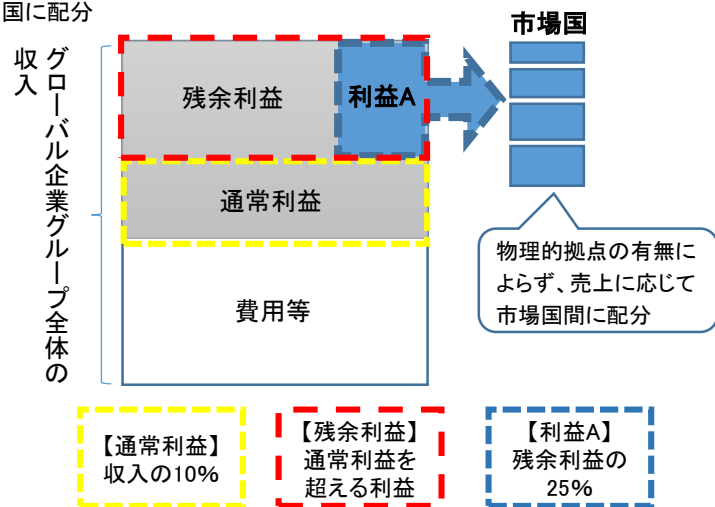 国に配分
市場国
グローバル企業グループ全体の
収入
残余利益
利益A
通常利益
費用等
物理的拠点の有無に
よらず、売上に応じて
市場国間に配分
【通常利益】
収入の10%
【残余利益】
通常利益を
超える利益
【利益A】
残余利益の
25%